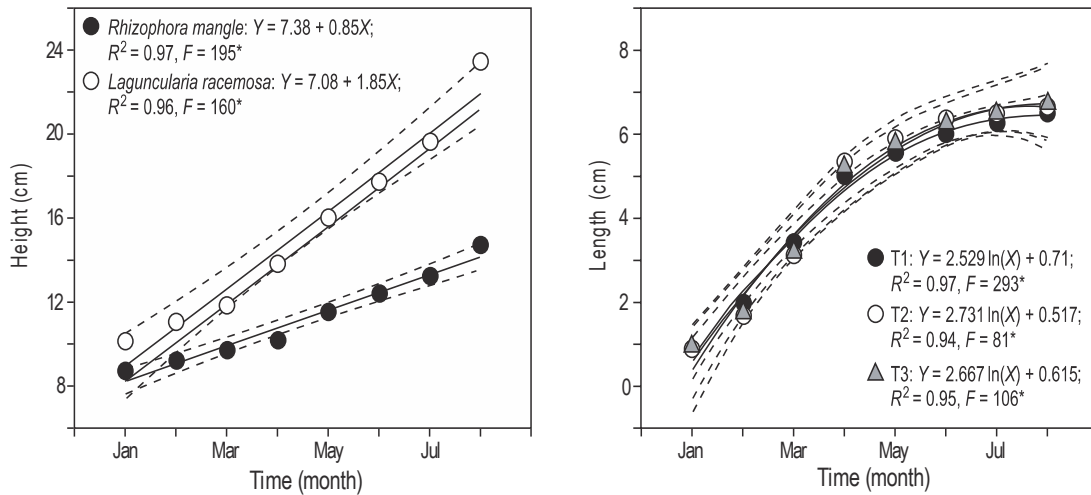 Rhizophora mangle: Y = 7.38 + 0.85X;
R² = 0.97, F = 195*
Laguncularia racemosa: Y = 7.08 + 1.85X;
R² = 0.96, F = 160*
24
20
16
12
8
Height (cm)
Jan Mar May Jul
Time (month)
8
6
4
2
0
Length (cm)
T1: Y = 2.529 ln(X) + 0.71;
R² = 0.97, F = 293*
T2: Y = 2.731 ln(X) + 0.517;
R² = 0.94, F = 81*
T3: Y = 2.667 ln(X) + 0.615;
R² = 0.95, F = 106*
Jan Mar May Jul
Time (month)